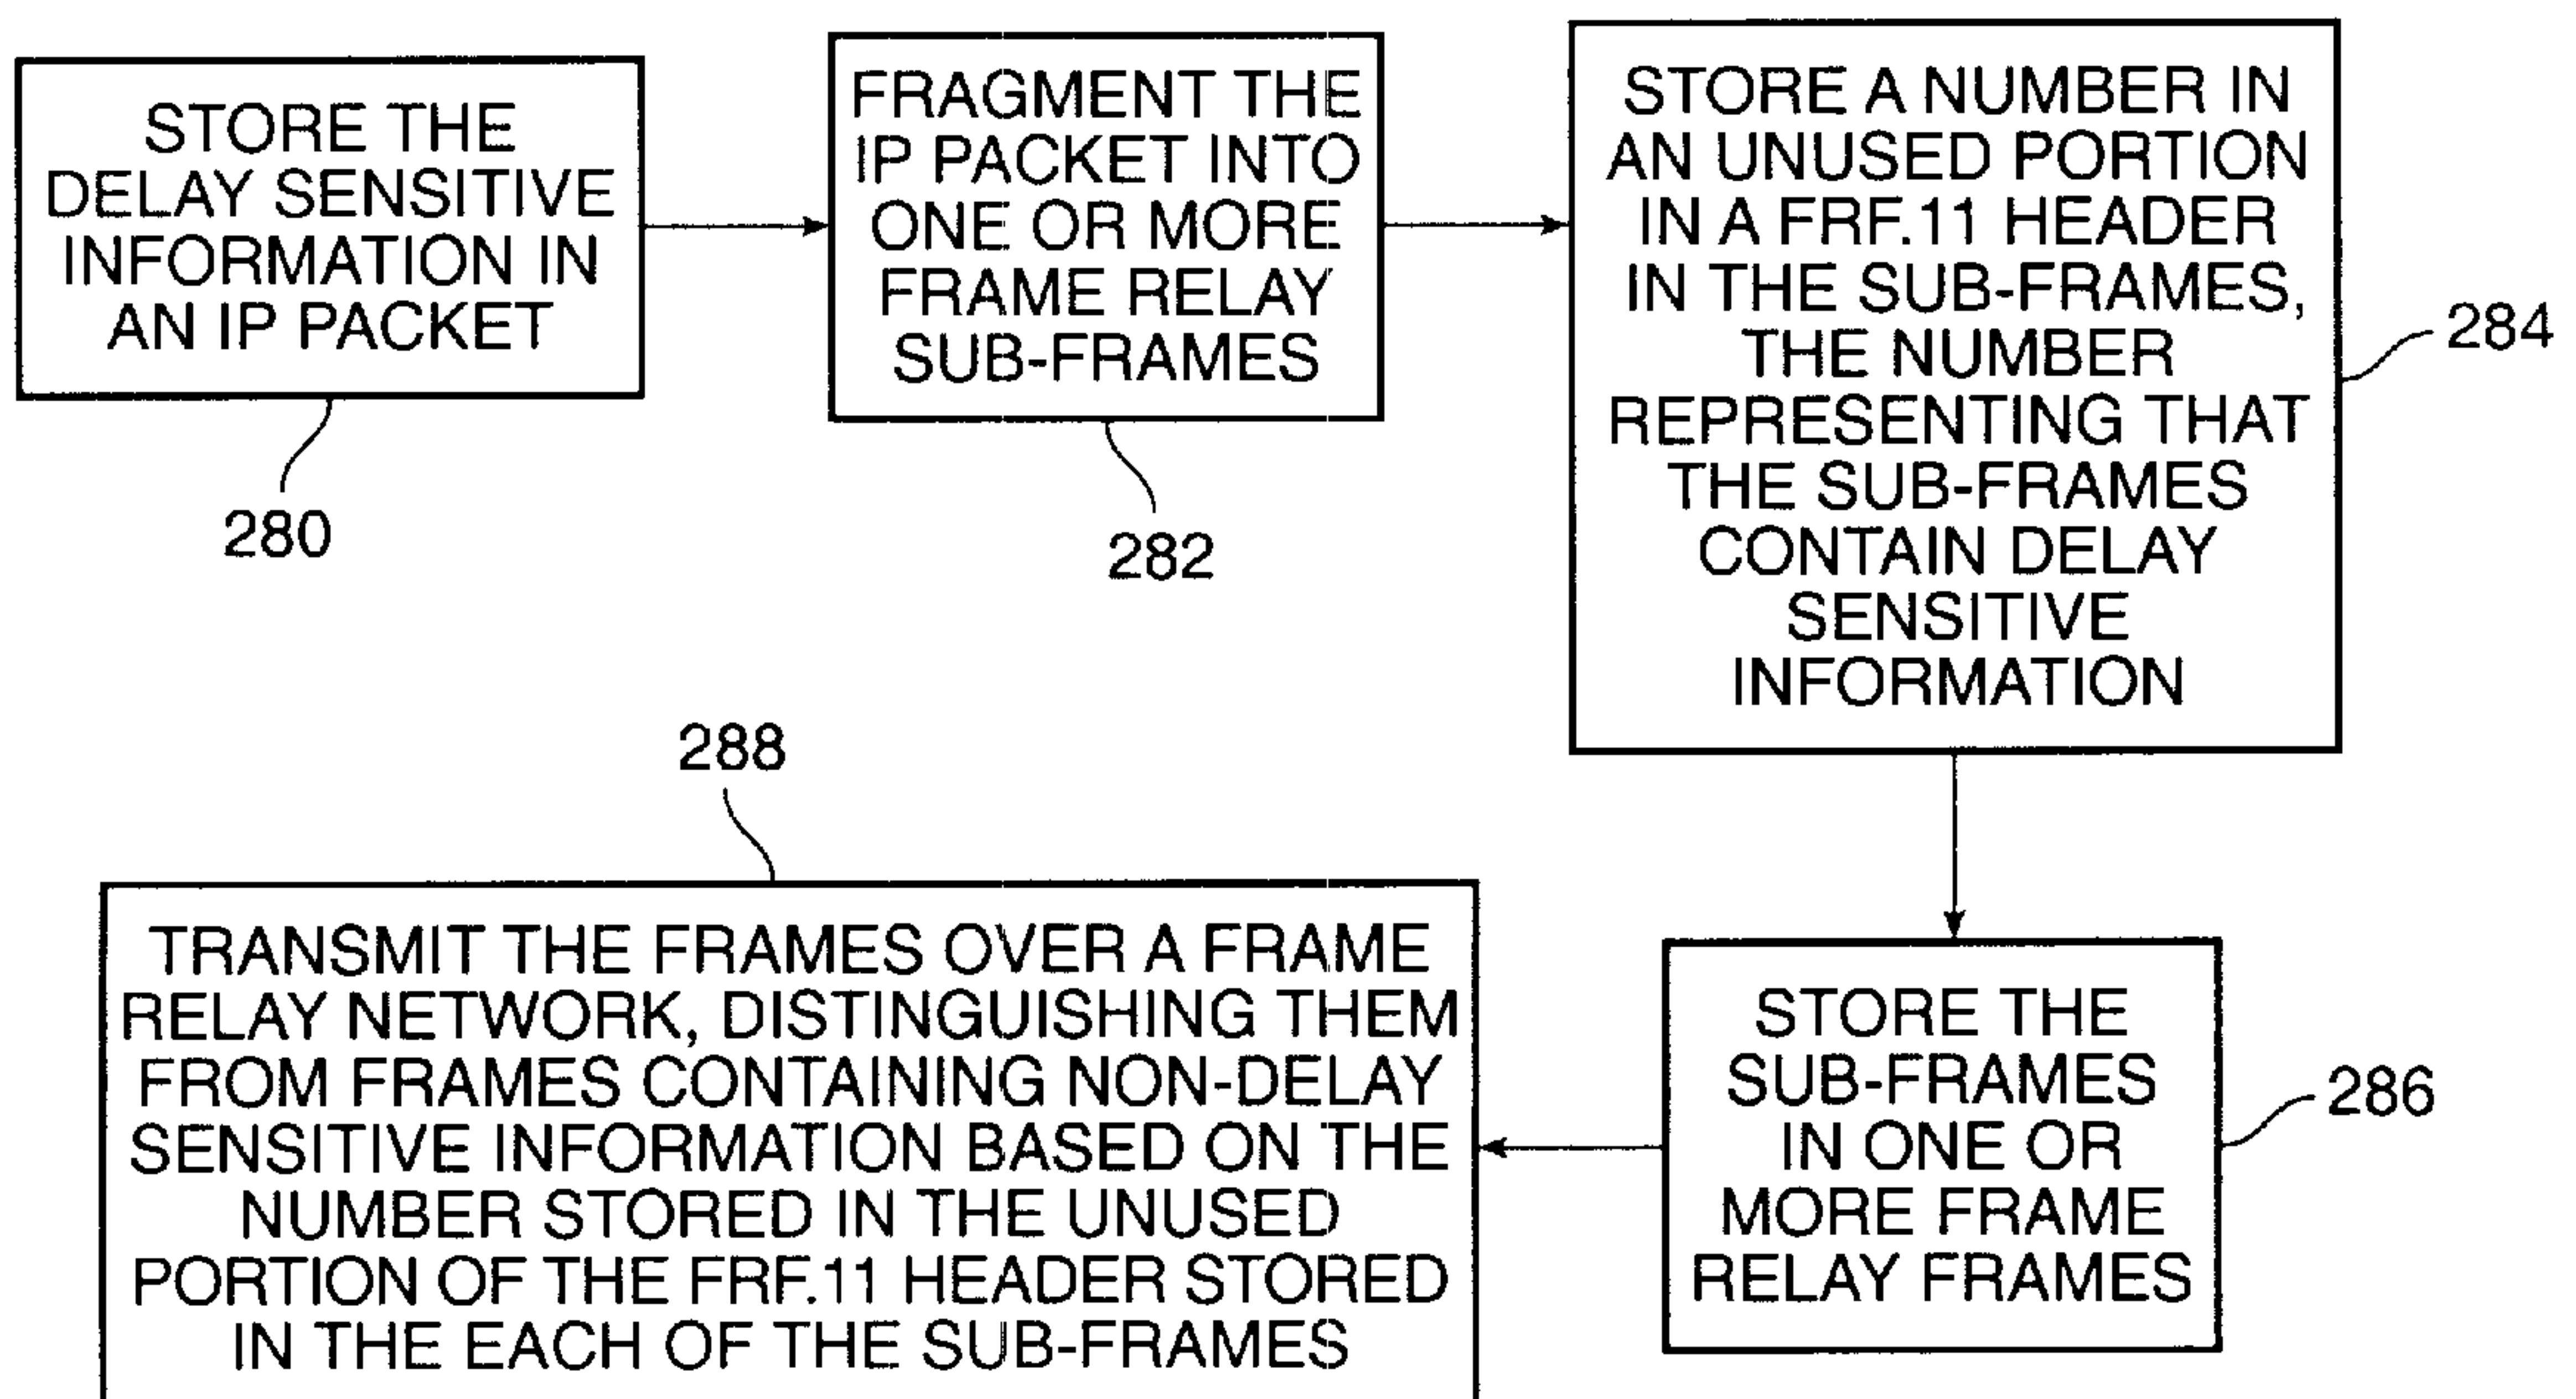 STORE THE
DELAY SENSITIVE
INFORMATION IN
AN IP PACKET
280
FRAGMENT THE
IP PACKET INTO
ONE OR MORE
FRAME RELAY
SUB-FRAMES
282
STORE A NUMBER IN
AN UNUSED PORTION
IN A FRF.11 HEADER
IN THE SUB-FRAMES,
THE NUMBER
REPRESENTING THAT
THE SUB-FRAMES
CONTAIN DELAY
SENSITIVE
INFORMATION
284
STORE THE
SUB-FRAMES
IN ONE OR
MORE FRAME
RELAY FRAMES
286
288
TRANSMIT THE FRAMES OVER A FRAME
RELAY NETWORK, DISTINGUISHING THEM
FROM FRAMES CONTAINING NON-DELAY
SENSITIVE INFORMATION BASED ON THE
NUMBER STORED IN THE UNUSED
PORTION OF THE FRF.11 HEADER STORED
IN THE EACH OF THE SUB-FRAMES